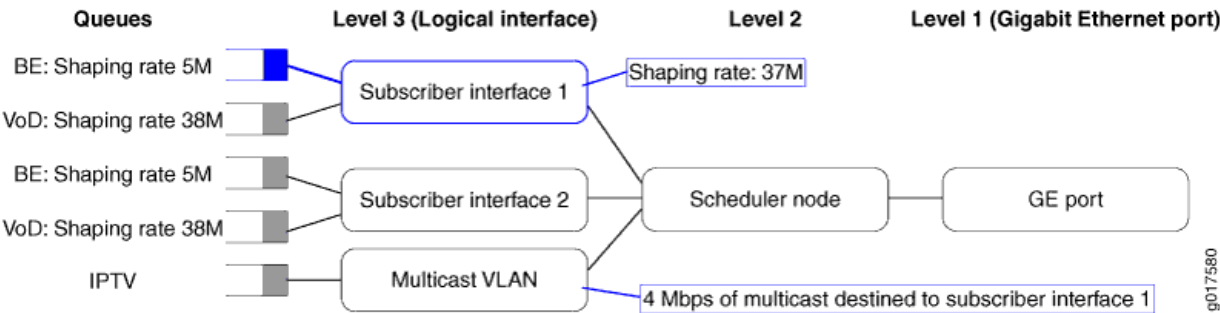 Queues
Level 3 (Logical interface)
Level 2
Level 1 (Gigabit Ethernet port)
BE: Shaping rate 5M
Subscriber interface 1
Shaping rate: 37M
VoD: Shaping rate 38M
BE: Shaping rate 5M
Subscriber interface 2
Scheduler node
GE port
VoD: Shaping rate 38M
IPTV
Multicast VLAN
4 Mbps of multicast destined to subscriber interface 1
g017580